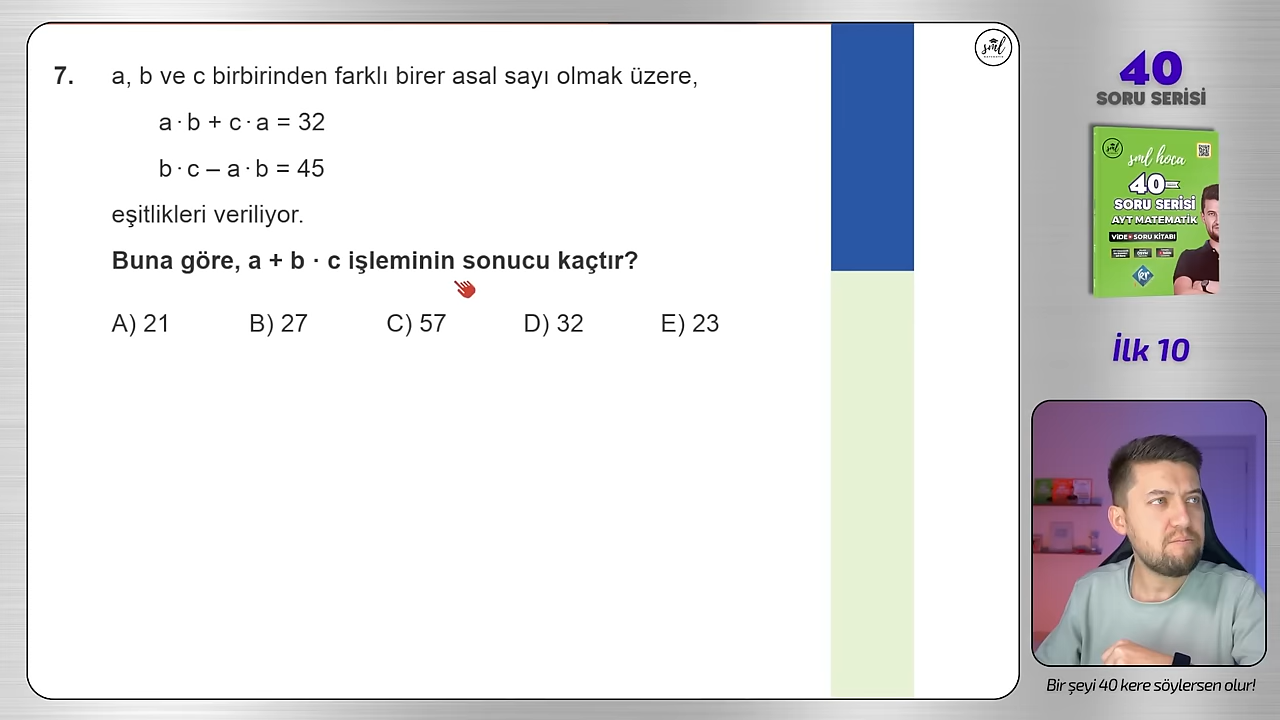 7. a, b ve c birbirinden farklı birer asal sayı olmak üzere,
a · b + c · a = 32
b · c – a · b = 45
eşitlikleri veriliyor.
Buna göre, a + b · c işleminin sonucu kaçtır?
A) 21 B) 27 C) 57 D) 32 E) 23
sml
40
SORU SERİSİ
sml hoca
40
SORU SERİSİ
AYT MATEMATİK
VİDEO SORU KİTABI
İlk 10
Bir şeyi 40 kere söylersen olur!